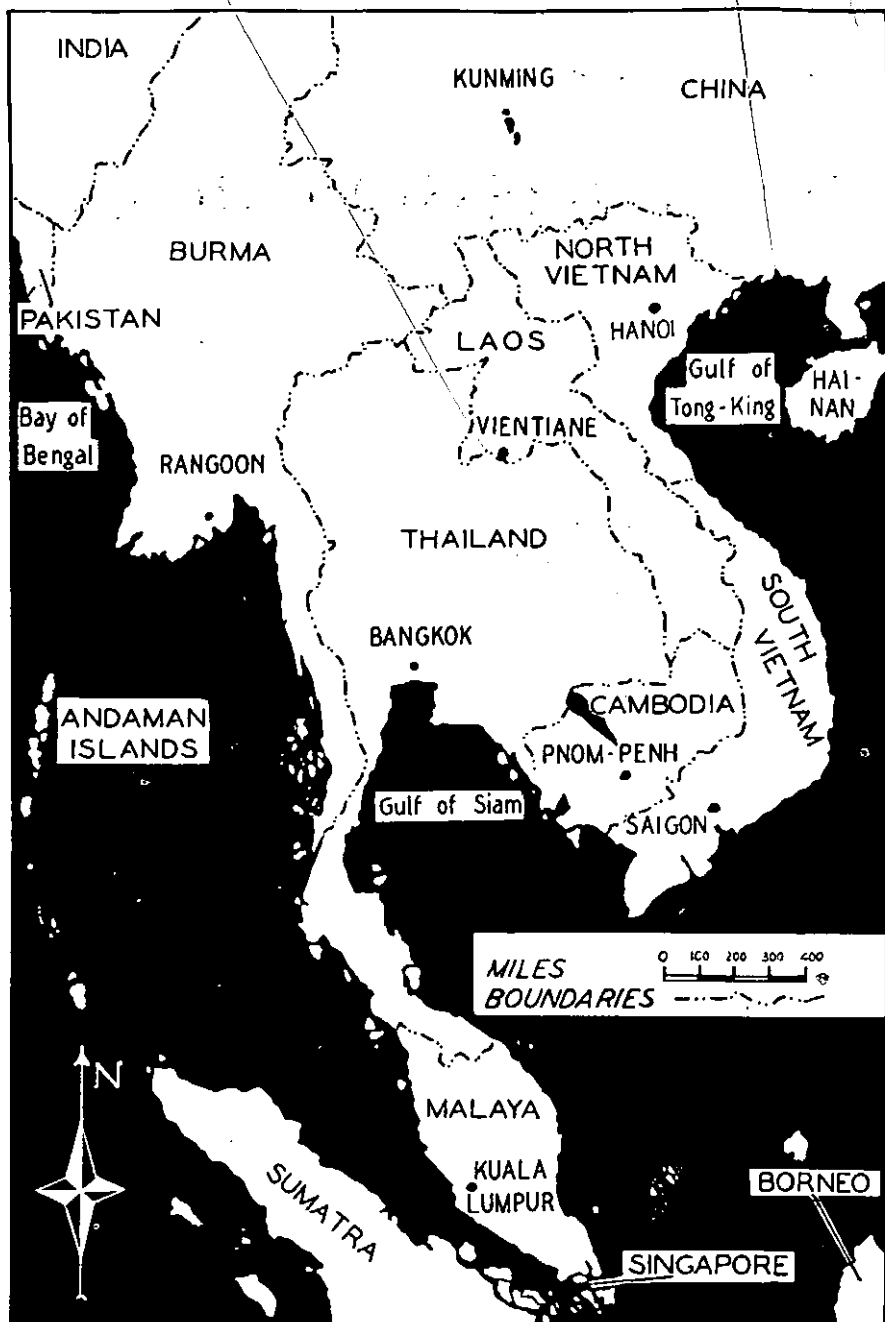 INDIA
KUNMING
CHINA
BURMA
NORTH
VIETNAM
PAKISTAN
HANOI
LAOS
Gulf of
Tong-King
HAI-
NAN
Bay of
Bengal
VIENTIANE
RANGOON
THAILAND
SOUTH
VIETNAM
BANGKOK
CAMBODIA
ANDAMAN
ISLANDS
PNOM-PENH
Gulf of Siam
SAIGON
0 100 200 300 400
MILES
BOUNDARIES
N
MALAYA
KUALA
LUMPUR
SUMATRA
BORNEO
SINGAPORE